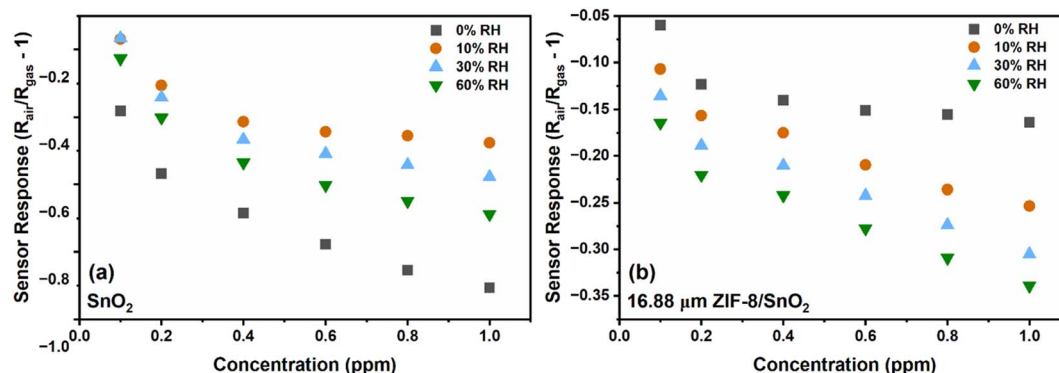 0% RH
10% RH
30% RH
60% RH
−0.2
−0.4
−0.6
−0.8
−1.0
Sensor Response (Rair/Rgas - 1)
(a)
SnO2
0.0 0.2 0.4 0.6 0.8 1.0
Concentration (ppm)
−0.05
−0.10
−0.15
−0.20
−0.25
−0.30
−0.35
Sensor Response (Rair/Rgas - 1)
0% RH
10% RH
30% RH
60% RH
(b)
16.88 μm ZIF-8/SnO2
0.0 0.2 0.4 0.6 0.8 1.0
Concentration (ppm)